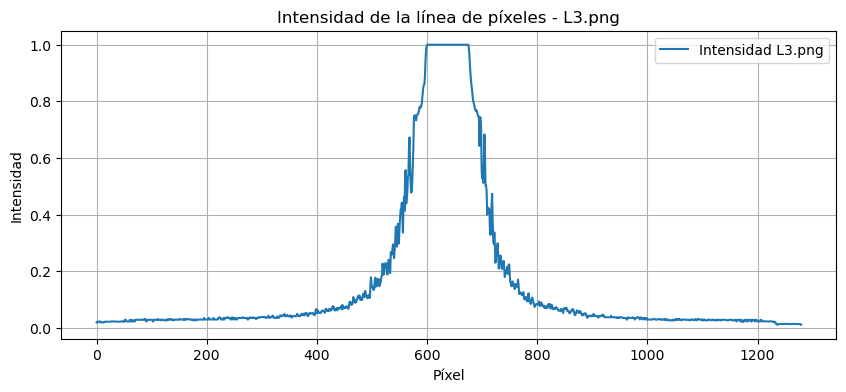 Intensidad de la línea de píxeles - L3.png
Intensidad L3.png
Intensidad
1.0
0.8
0.6
0.4
0.2
0.0
0 200 400 600 800 1000 1200
Píxel